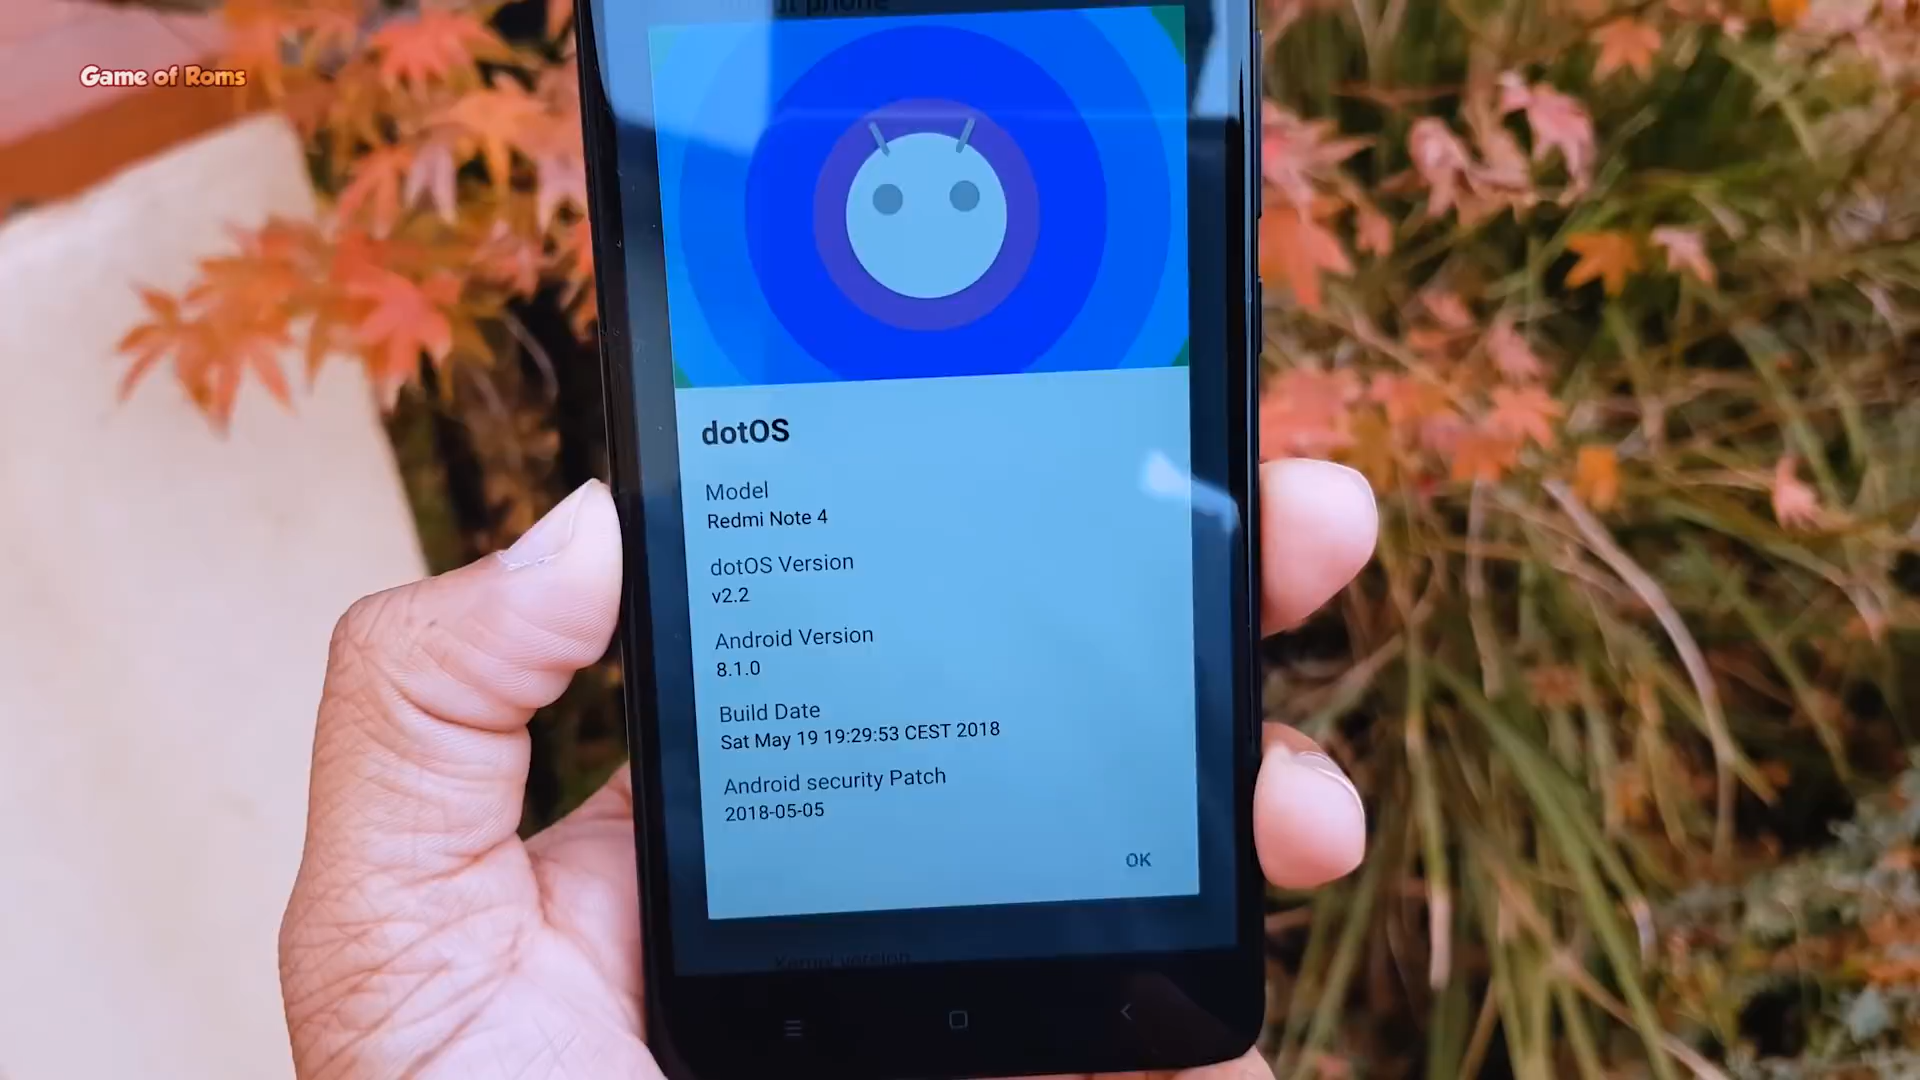 Game of Roms
dotOS
Model
Redmi Note 4
dotOS Version
v2.2
Android Version
8.1.0
Build Date
Sat May 19 19:29:53 CEST 2018
Android security Patch
2018-05-05
OK